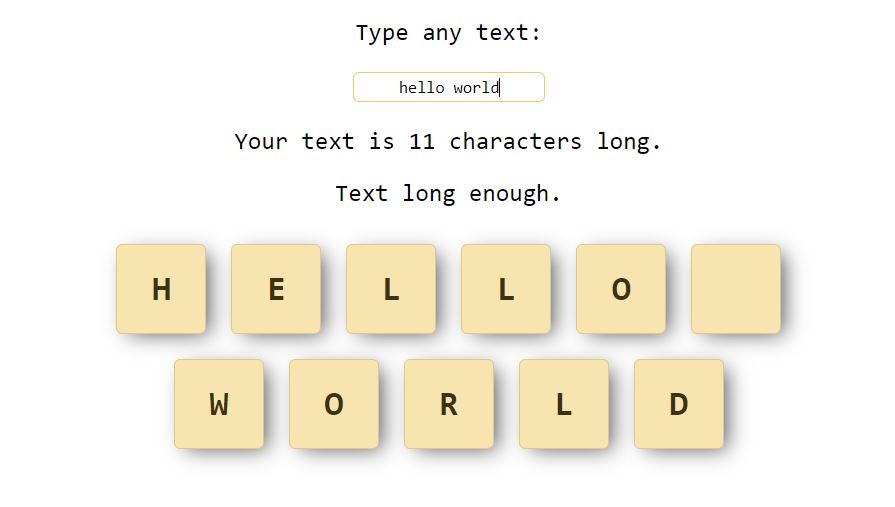 Type any text:
hello world
Your text is 11 characters long.
Text long enough.
H E L L O
W O R L D